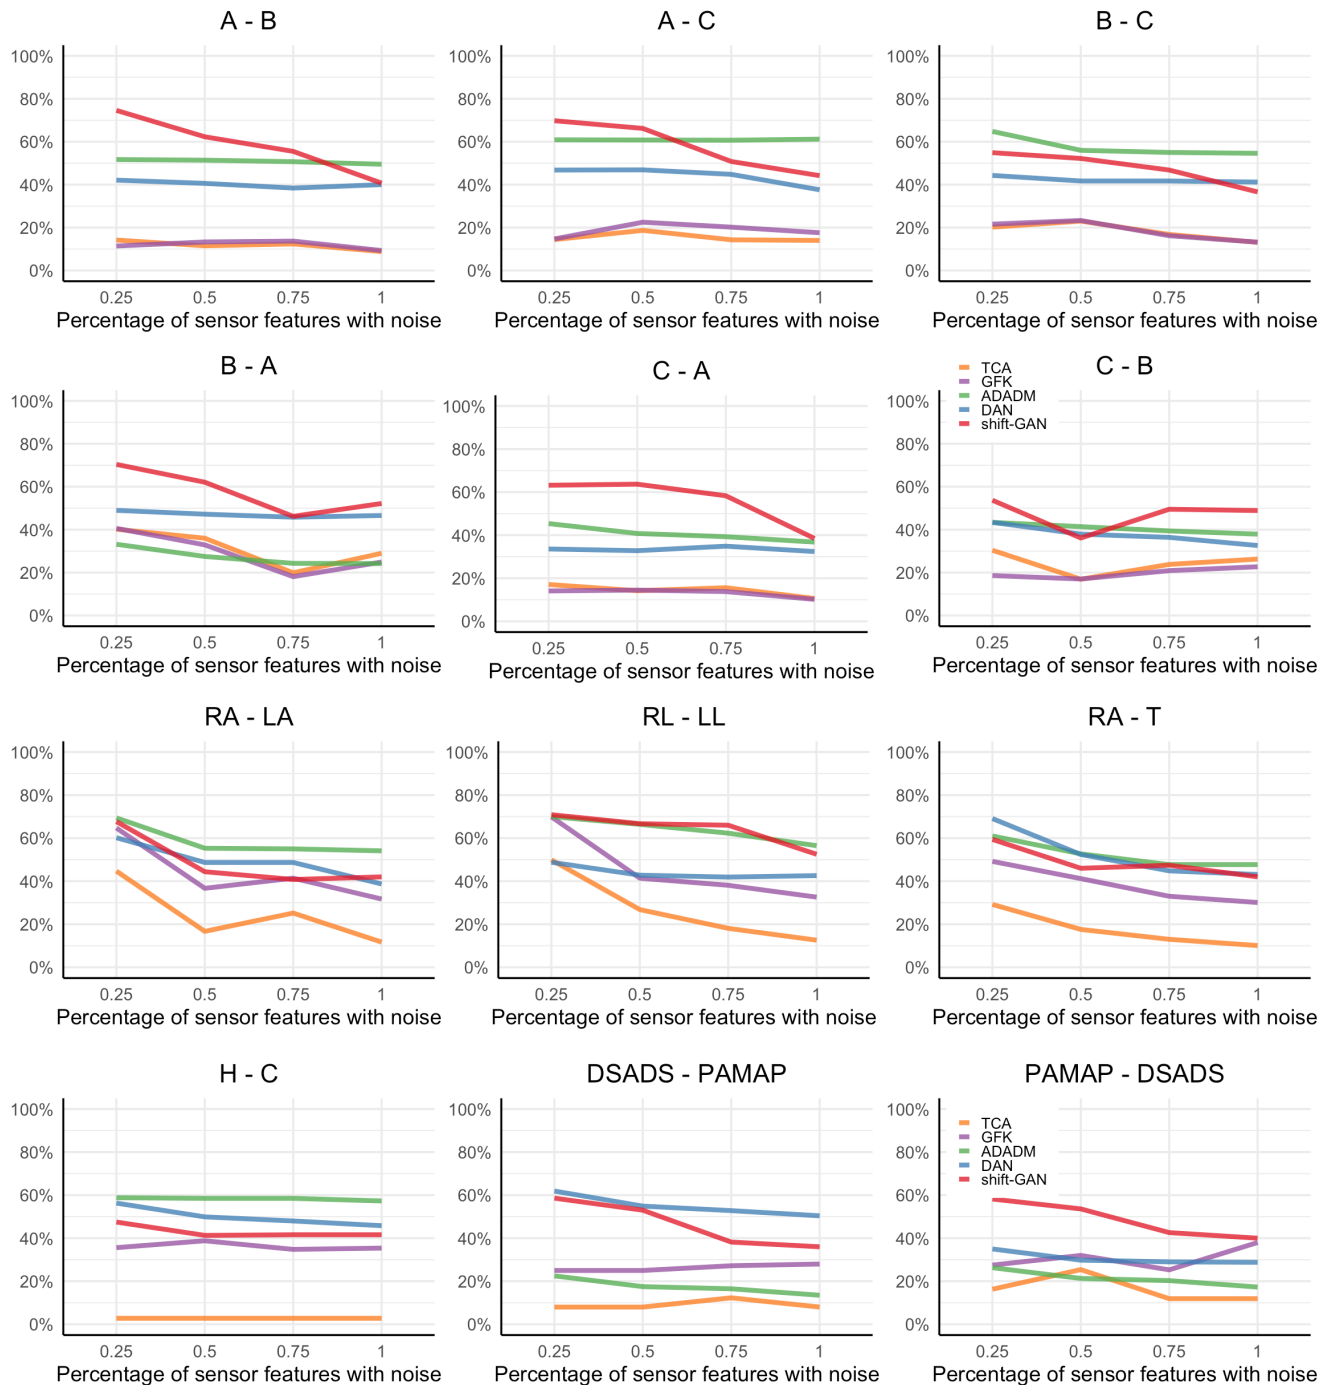 A - B
100%
80%
60%
40%
20%
0%
0.25 0.5 0.75 1
Percentage of sensor features with noise
A - C
100%
80%
60%
40%
20%
0%
0.25 0.5 0.75 1
Percentage of sensor features with noise
B - C
100%
80%
60%
40%
20%
0%
0.25 0.5 0.75 1
Percentage of sensor features with noise
B - A
100%
80%
60%
40%
20%
0%
0.25 0.5 0.75 1
Percentage of sensor features with noise
C - A
100%
80%
60%
40%
20%
0%
0.25 0.5 0.75 1
Percentage of sensor features with noise
C - B
TCA
GFK
ADADM
DAN
shift-GAN
100%
80%
60%
40%
20%
0%
0.25 0.5 0.75 1
Percentage of sensor features with noise
RA - LA
100%
80%
60%
40%
20%
0%
0.25 0.5 0.75 1
Percentage of sensor features with noise
RL - LL
100%
80%
60%
40%
20%
0%
0.25 0.5 0.75 1
Percentage of sensor features with noise
RA - T
100%
80%
60%
40%
20%
0%
0.25 0.5 0.75 1
Percentage of sensor features with noise
H - C
100%
80%
60%
40%
20%
0%
0.25 0.5 0.75 1
Percentage of sensor features with noise
DSADS - PAMAP
100%
80%
60%
40%
20%
0%
0.25 0.5 0.75 1
Percentage of sensor features with noise
PAMAP - DSADS
TCA
GFK
ADADM
DAN
shift-GAN
100%
80%
60%
40%
20%
0%
0.25 0.5 0.75 1
Percentage of sensor features with noise